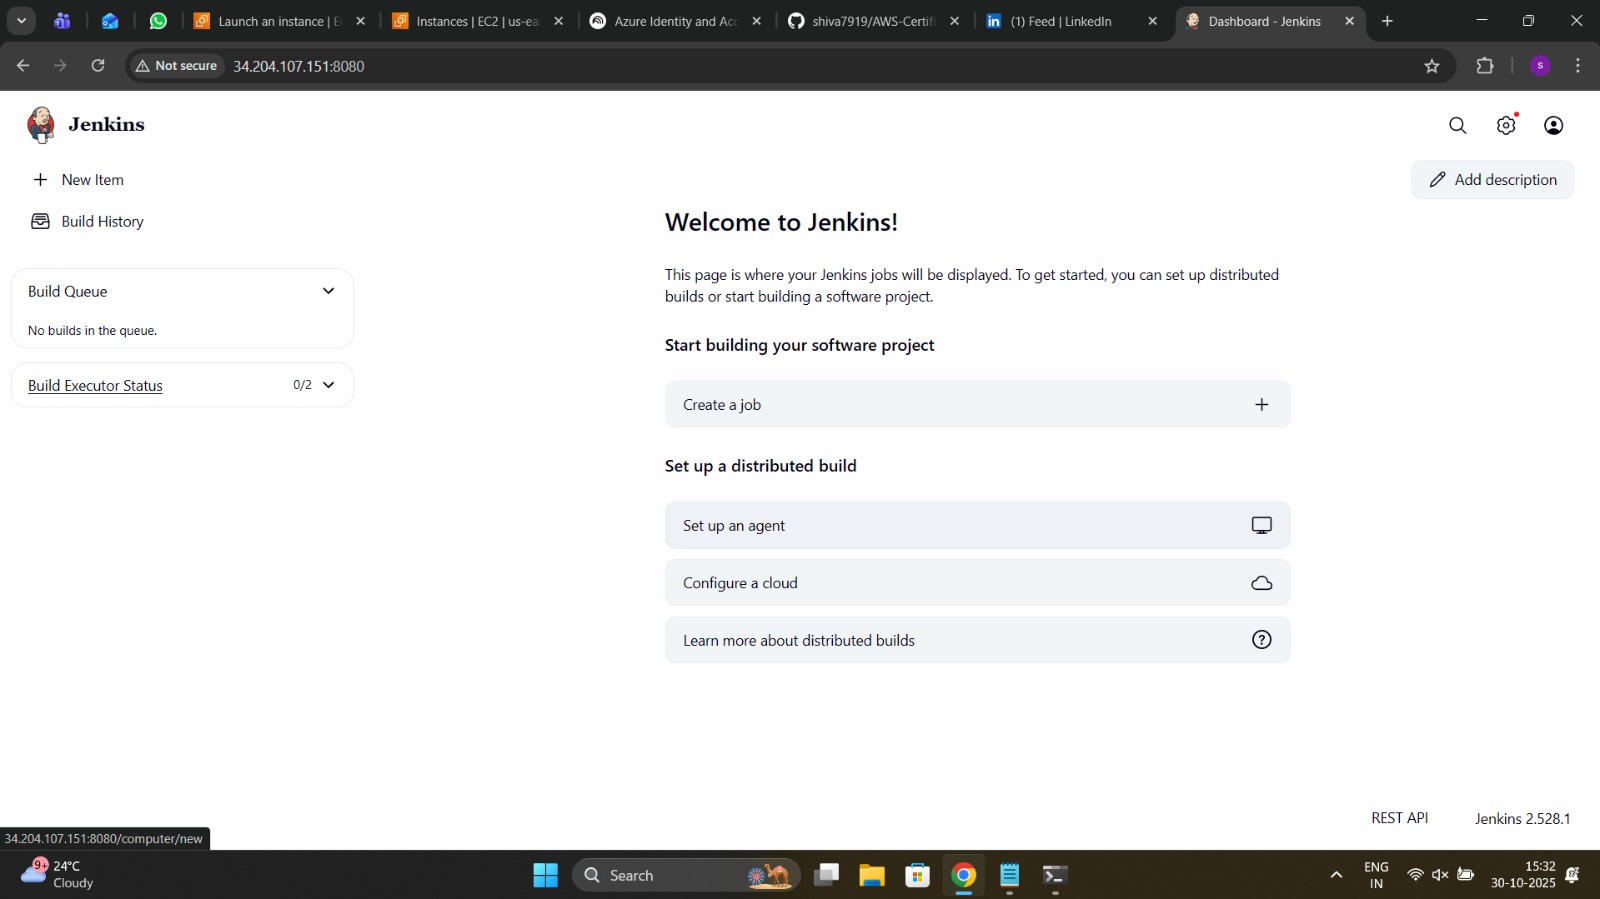 Launch an instance | E
Instances | EC2 | us-ea
Azure Identity and Acc
shiva7919/AWS-Certifi
in
(1) Feed | LinkedIn
Dashboard - Jenkins
Not secure
34.204.107.151:8080
s
Jenkins
New Item
Add description
Build History
Welcome to Jenkins!
This page is where your Jenkins jobs will be displayed. To get started, you can set up distributed
builds or start building a software project.
Build Queue
No builds in the queue.
Start building your software project
Build Executor Status
0/2
Create a job
Set up a distributed build
Set up an agent
Configure a cloud
Learn more about distributed builds
REST API
Jenkins 2.528.1
34.204.107.151:8080/computer/new
9+
24°C
Cloudy
Search
ENG
IN
15:32
30-10-2025